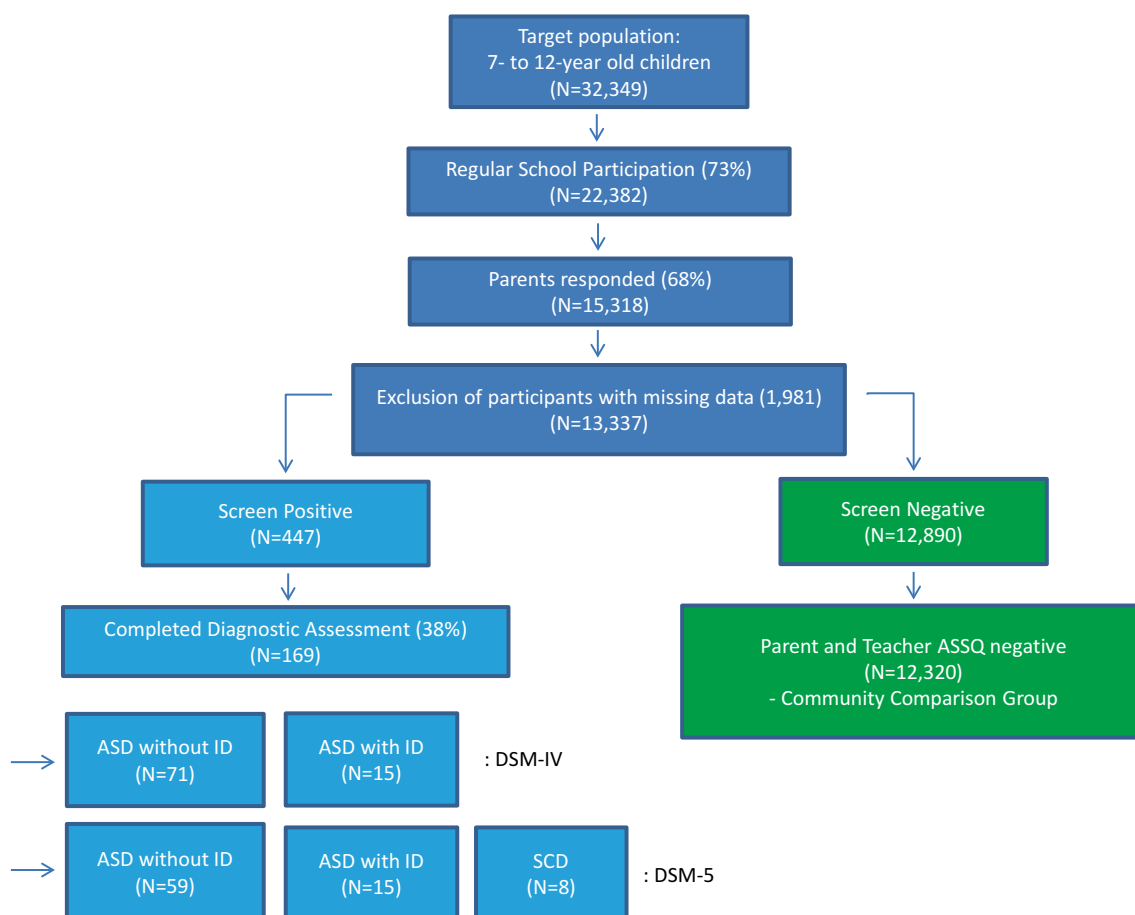 Target population:
7- to 12-year old children
(N=32,349)
Regular School Participation (73%)
(N=22,382)
Parents responded (68%)
(N=15,318)
Exclusion of participants with missing data (1,981)
(N=13,337)
Screen Positive
(N=447)
Screen Negative
(N=12,890)
Completed Diagnostic Assessment (38%)
(N=169)
Parent and Teacher ASSQ negative
(N=12,320)
- Community Comparison Group
ASD without ID
(N=71)
ASD with ID
(N=15)
: DSM-IV
ASD without ID
(N=59)
ASD with ID
(N=15)
SCD
(N=8)
: DSM-5